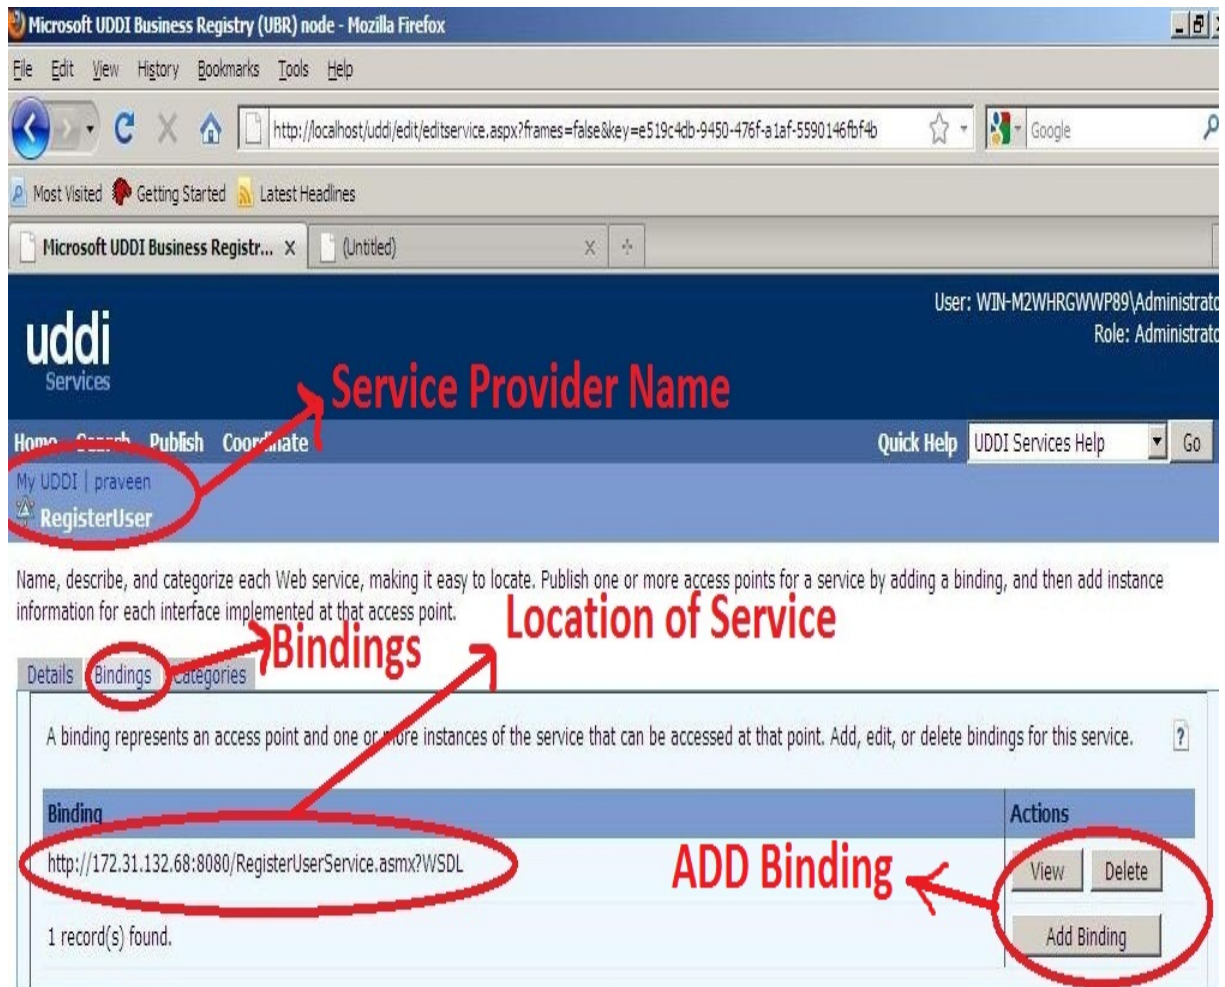 Microsoft UDDI Business Registry (UBR) node - Mozilla Firefox
File Edit View History Bookmarks Tools Help
http://localhost/uddi/edit/editservice.aspx?frames=false&key=e519c4db-9450-476f-a1af-5590146fbf4b
Google
Most Visited Getting Started Latest Headlines
Microsoft UDDI Business Registr... X (Untitled) X
User: WIN-M2WHRGWWP89\Administrato
uddi
Role: Administrato
Services
Service Provider Name
Home Search Publish Coordinate Quick Help UDDI Services Help Go
My UDDI | praveen
RegisterUser
Name, describe, and categorize each Web service, making it easy to locate. Publish one or more access points for a service by adding a binding, and then add instance
information for each interface implemented at that access point.
Location of Service
Bindings
Details Bindings Categories
A binding represents an access point and one or more instances of the service that can be accessed at that point. Add, edit, or delete bindings for this service. ?
Binding Actions
http://172.31.132.68:8080/RegisterUserService.asmx?WSDL
ADD Binding
View Delete
1 record(s) found.
Add Binding